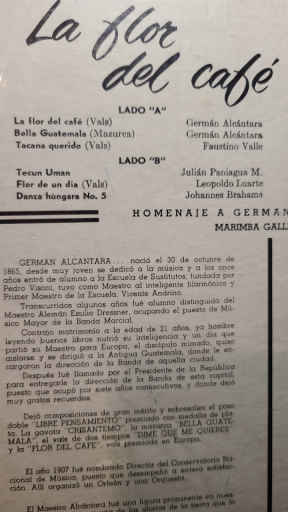 La flor
del café
LADO "A"
La flor del café (Vals) Germán Alcántara
Bella Guatemala (Mazurca) Germán Alcántara
Tacana querido (Vals) Faustino Valle
LADO "B"
Tecun Uman Julián Paniagua M.
Flor de un día (Vals) Leopoldo Luarte
Danza húngara No. 5 Johannes Brahams
HOMENAJE A GERMAN
MARIMBA GALL
GERMAN ALCANTARA... nació el 30 de octubre de
1865, desde muy joven se dedicó a la música y a los once
años entró de alumno a la Escuela de Sustitutos, fundada por
Pedro Visoni, tuvo como Maestro al inteligente filarmónico y
Primer Maestro de la Escuela, Vicente Andrino.
Transcurridos algunos años fue alumno distinguido del
Maestro Alemán Emilio Dressner, ocupando el puesto de Mú-
sico Mayor de la Banda Marcial.
Contrajo matrimonio a la edad de 21 años, ya hombre
leyendo buenos libros nutrió su inteligencia y un día que
partió su Maestro para Europa, el discípulo mimado, quien
además y se dirigió a la Antigua Guatemala, donde le en-
cargaron la dirección de la Banda de aquella ciudad.
Después fue llamado por el Presidente de la República
para entregarle la dirección de la Banda de esta capital,
puesto que ocupó por siete años consecutivos, y donde dejó
muy gratos recuerdos.
Dejó composiciones de gran mérito y sobresalen el paso
doble "LIBRE PENSAMIENTO" premiado con medalla de pla-
ta. La gavota "CRISANTEMO", la mazurca "BELLA GUATE-
MALA", el vals de dos tiempos "DIME QUE ME QUIERES"
y la "FLOR DEL CAFE", vals premiado en Europa.
El año 1907 fue nombrado Director del Conservatorio Na-
cional de Música, puesto que desempeñó a entera satisfac-
ción. Allí organizó un Orfeón y una Orquesta.
El Maestro Alcántara fue una figura prominente en nues-